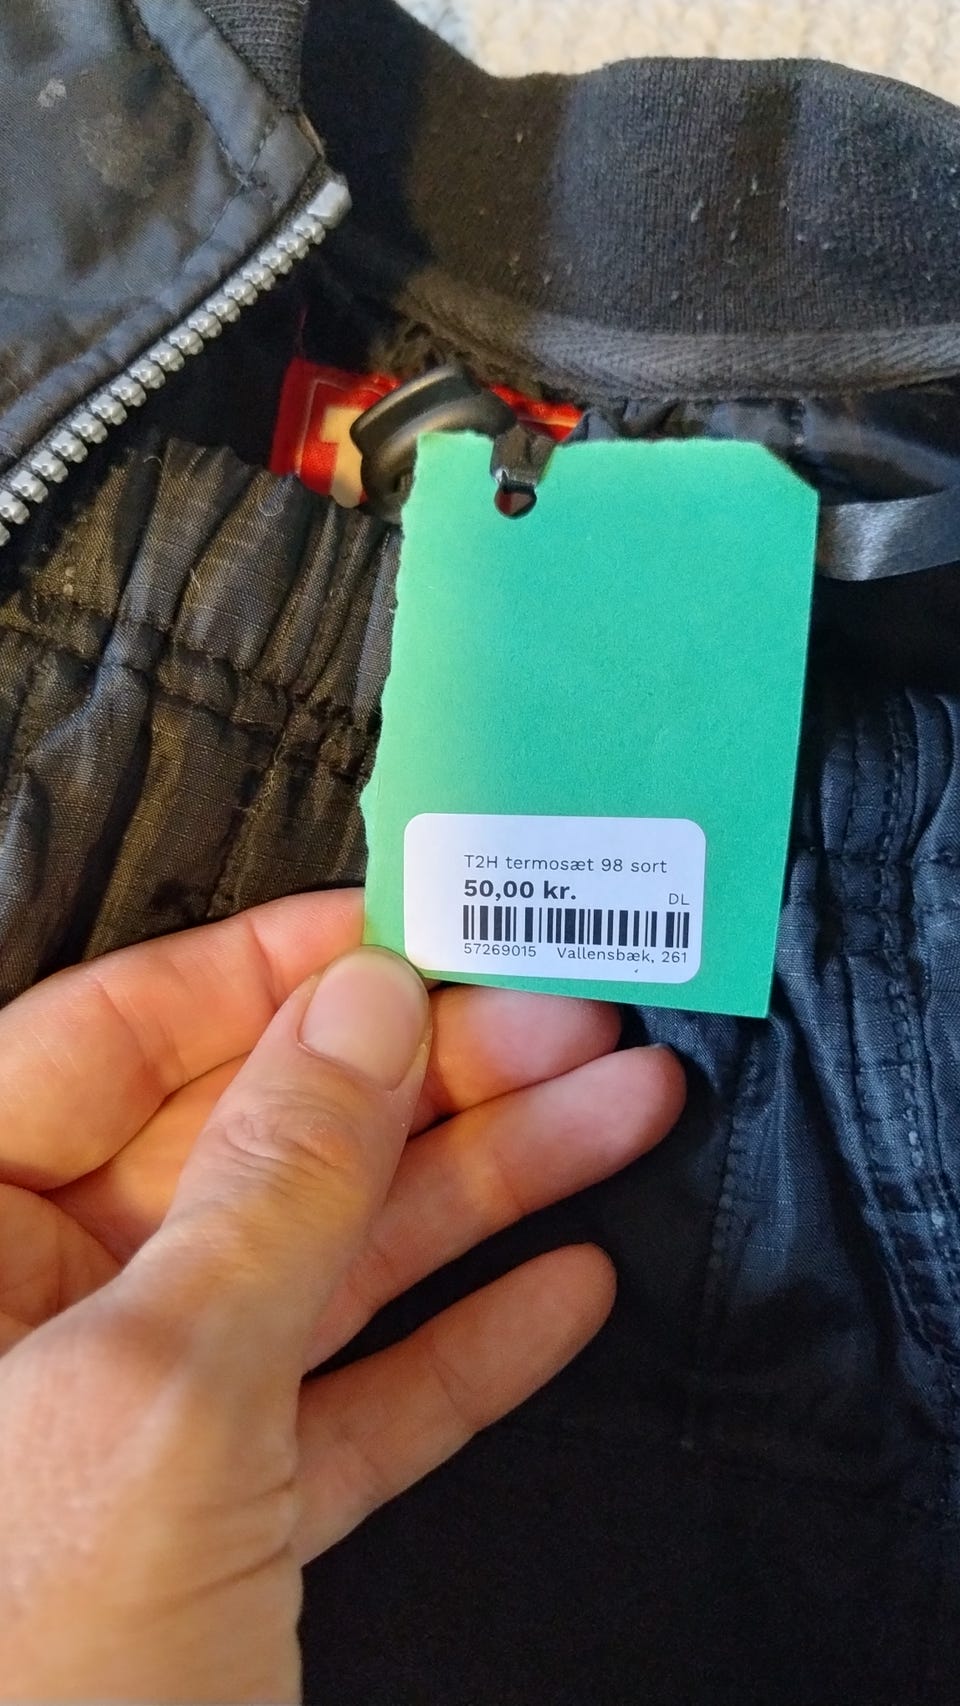 T2H termosæt 98 sort
50,00 kr.
DL
57269015 Vallensbæk, 261